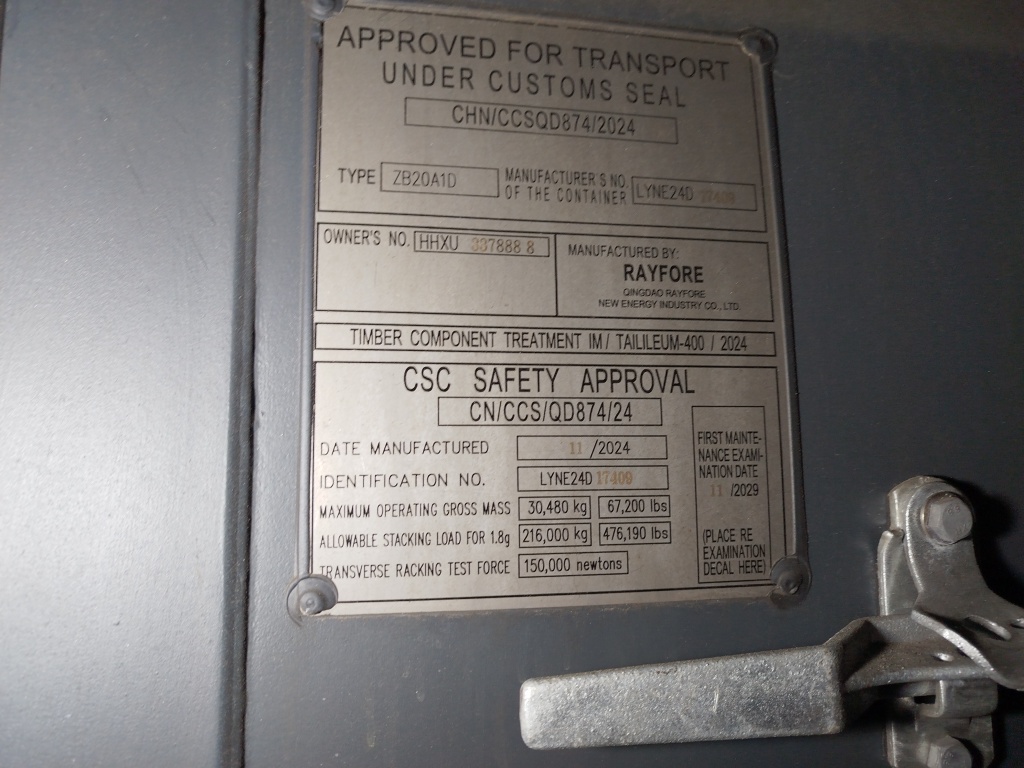 APPROVED FOR TRANSPORT
UNDER CUSTOMS SEAL
CHN/CCSQD874/2024
TYPE ZB20A1D
MANUFACTURER'S NO.
OF THE CONTAINER LYNE24D 17409
OWNER'S NO. HHXU 337888 8
MANUFACTURED BY:
RAYFORE
QINGDAO RAYFORE
NEW ENERGY INDUSTRY CO., LTD.
TIMBER COMPONENT TREATMENT IM / TAILILEUM-400 / 2024
CSC SAFETY APPROVAL
CN/CCS/QD874/24
DATE MANUFACTURED 11 /2024
IDENTIFICATION NO. LYNE24D 17409
MAXIMUM OPERATING GROSS MASS 30,480 kg 67,200 lbs
ALLOWABLE STACKING LOAD FOR 1.8g 216,000 kg 476,190 lbs
TRANSVERSE RACKING TEST FORCE 150,000 newtons
FIRST MAINTE-
NANCE EXAMI-
NATION DATE
11 /2029
(PLACE RE
EXAMINATION
DECAL HERE)